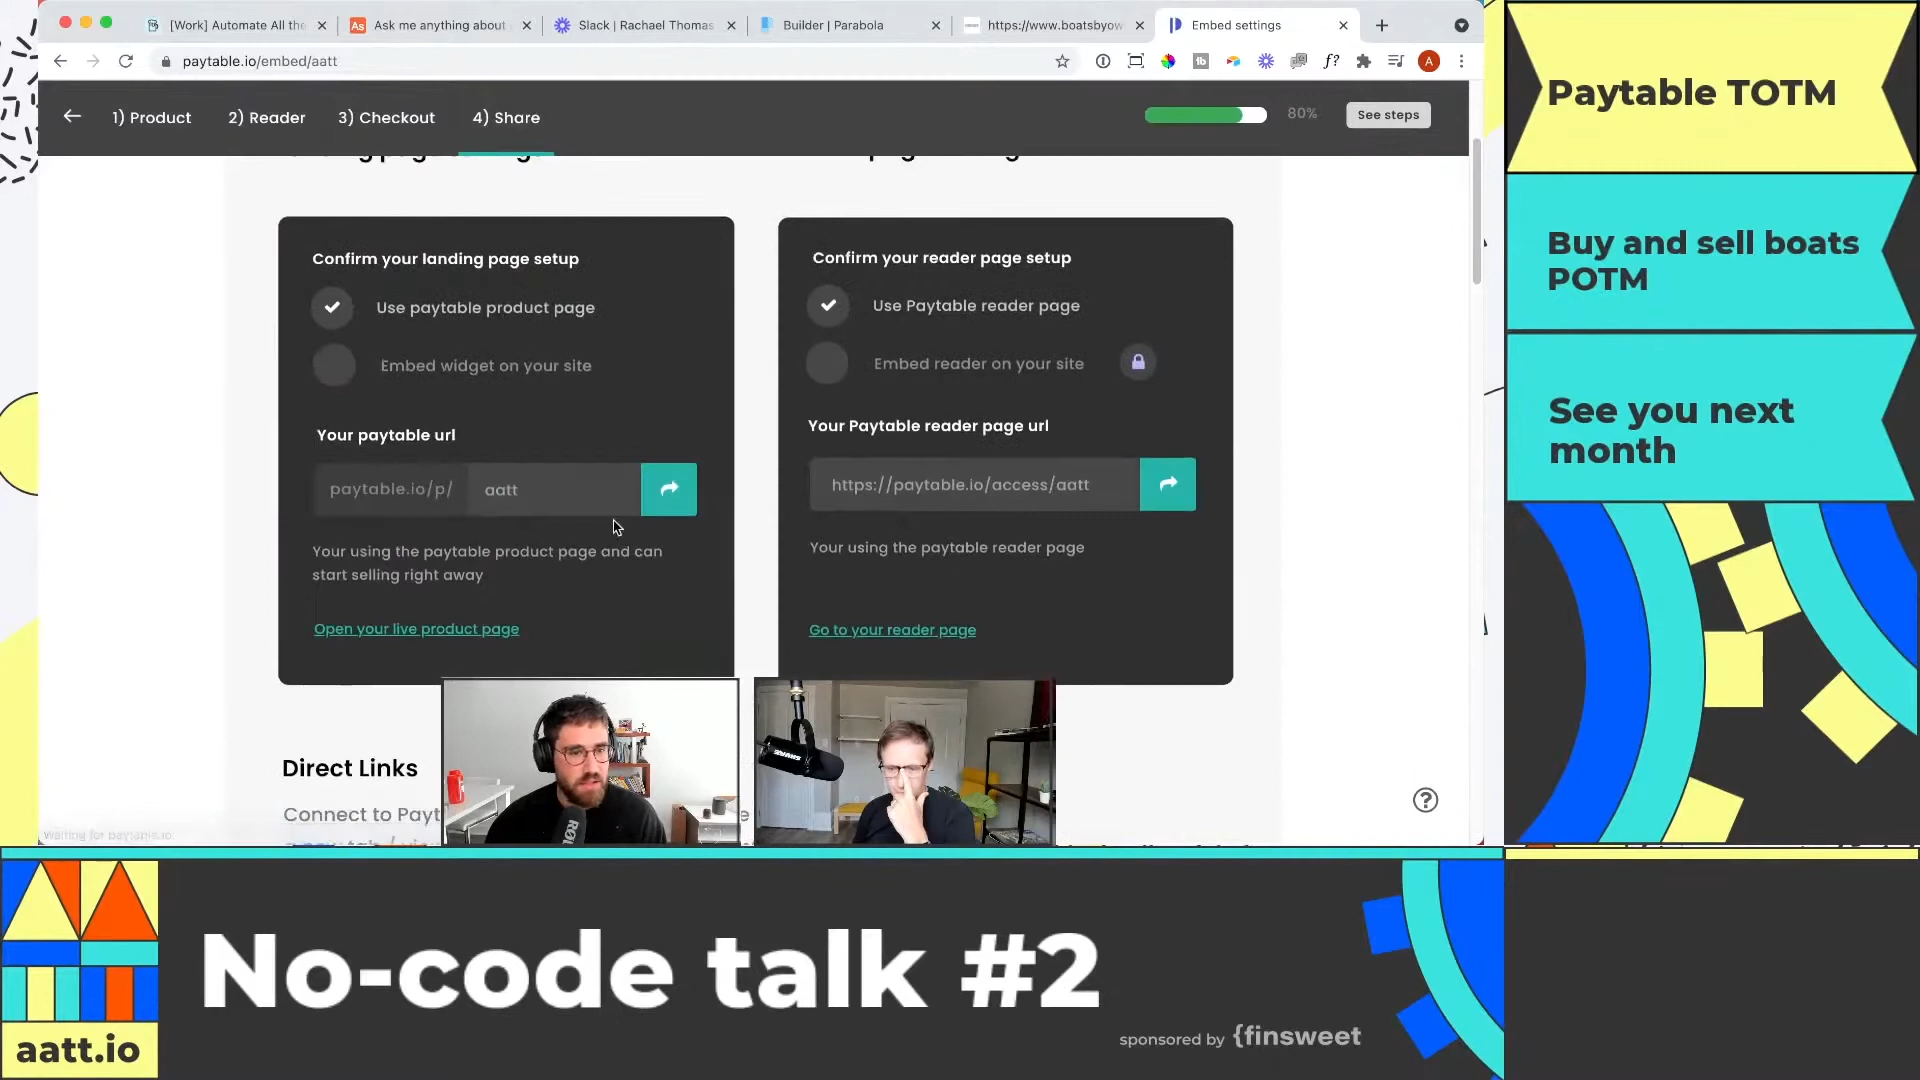 [Work] Automate All the
Ask me anything about
Slack | Rachael Thomas
Builder | Parabola
https://www.boatsbyow
Embed settings
paytable.io/embed/aatt
f?
A
1) Product
2) Reader
3) Checkout
4) Share
80%
See steps
Confirm your landing page setup
Use paytable product page
Embed widget on your site
Your paytable url
paytable.io/p/
aatt
Your using the paytable product page and can
start selling right away
Open your live product page
Confirm your reader page setup
Use Paytable reader page
Embed reader on your site
Your Paytable reader page url
https://paytable.io/access/aatt
Your using the paytable reader page
Go to your reader page
Direct Links
Connect to Payt
Waiting for paytable.io
Paytable TOTM
Buy and sell boats
POTM
See you next
month
No-code talk #2
sponsored by {finsweet
aatt.io